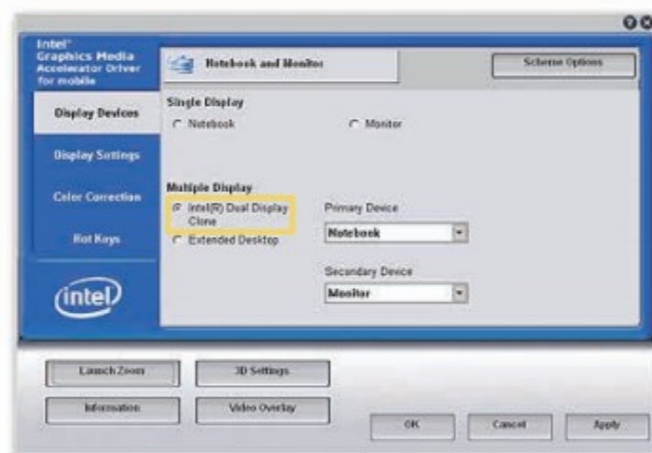 Intel®
Graphics Media
Accelerator Driver
for mobile
Notebook and Monitor
Scheme Options
Display Devices
Single Display
Notebook
Monitor
Display Settings
Color Correction
Multiple Display
Intel(R) Dual Display
Clone
Primary Device
Notebook
Extended Desktop
Hot Keys
Secondary Device
Monitor
intel
Launch Zoom
3D Settings
Information
Video Overlay
OK
Cancel
Apply